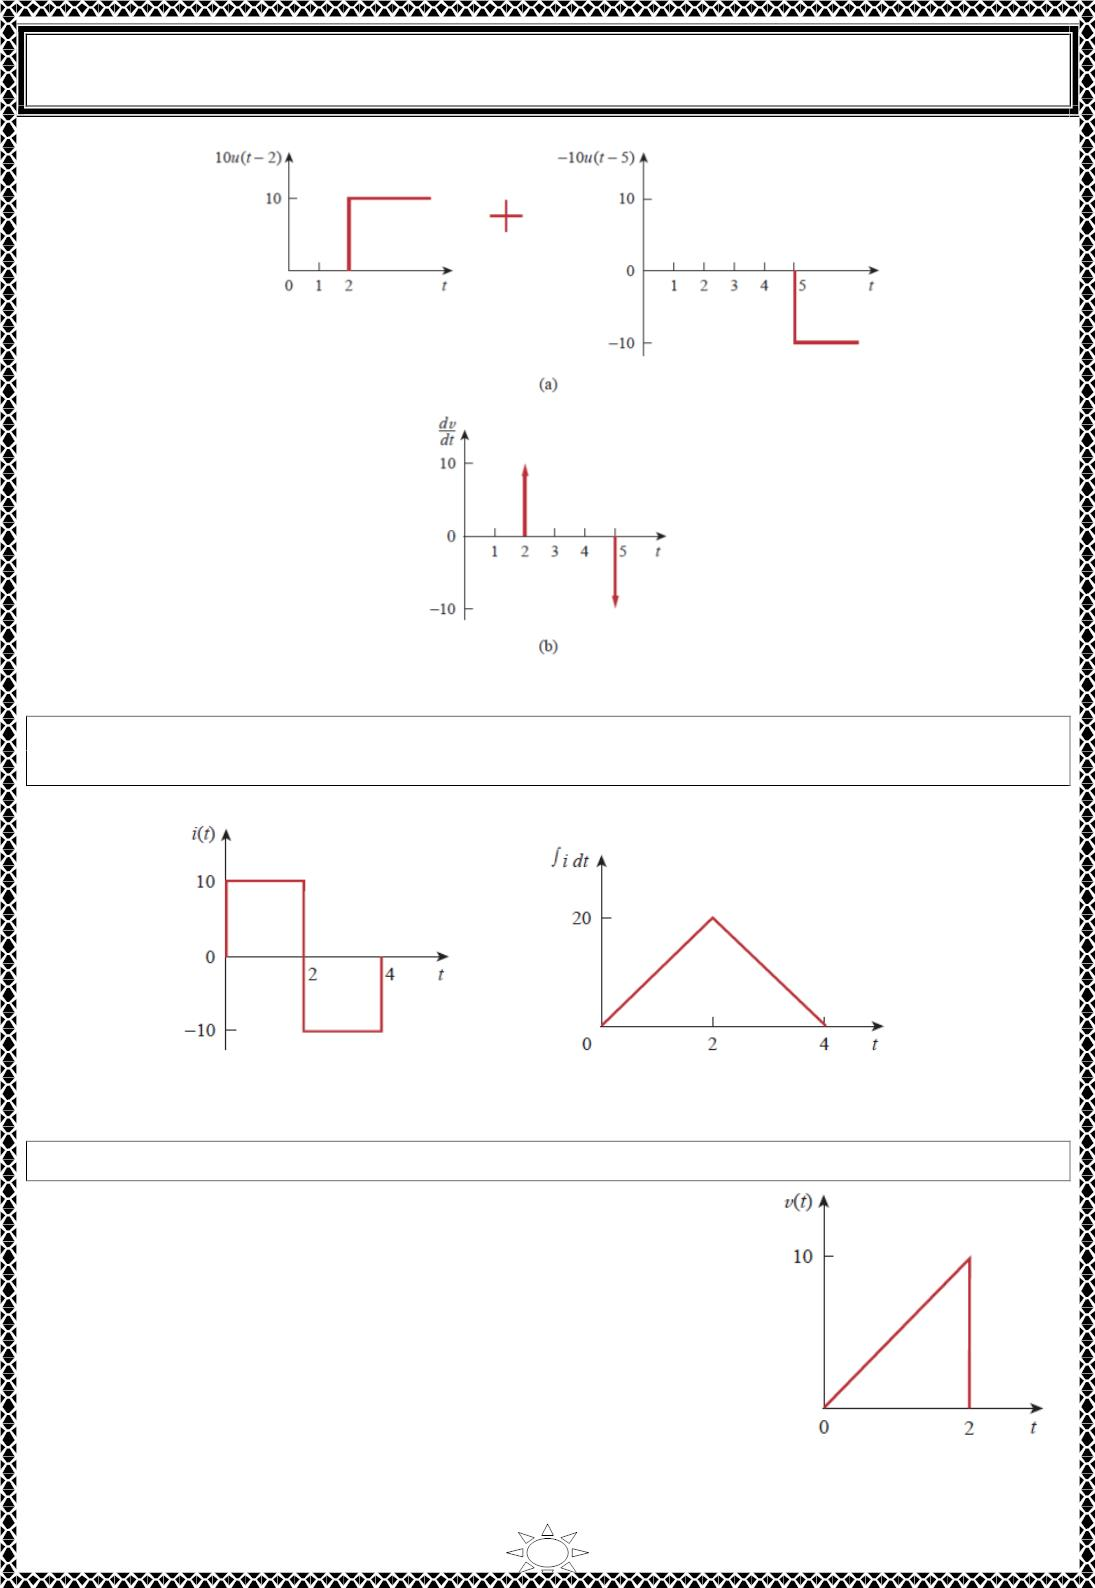 10u(t − 2) −10u(t − 5)
10 10
0 1 2 t
0 1 2 3 4 5 t
−10
(a)
dv
dt
10
0 1 2 3 4 5 t
−10
(b)
i(t)
10
0
2 4 t
−10
∫ i dt
20
0 2 4 t
v(t)
10
0 2 t